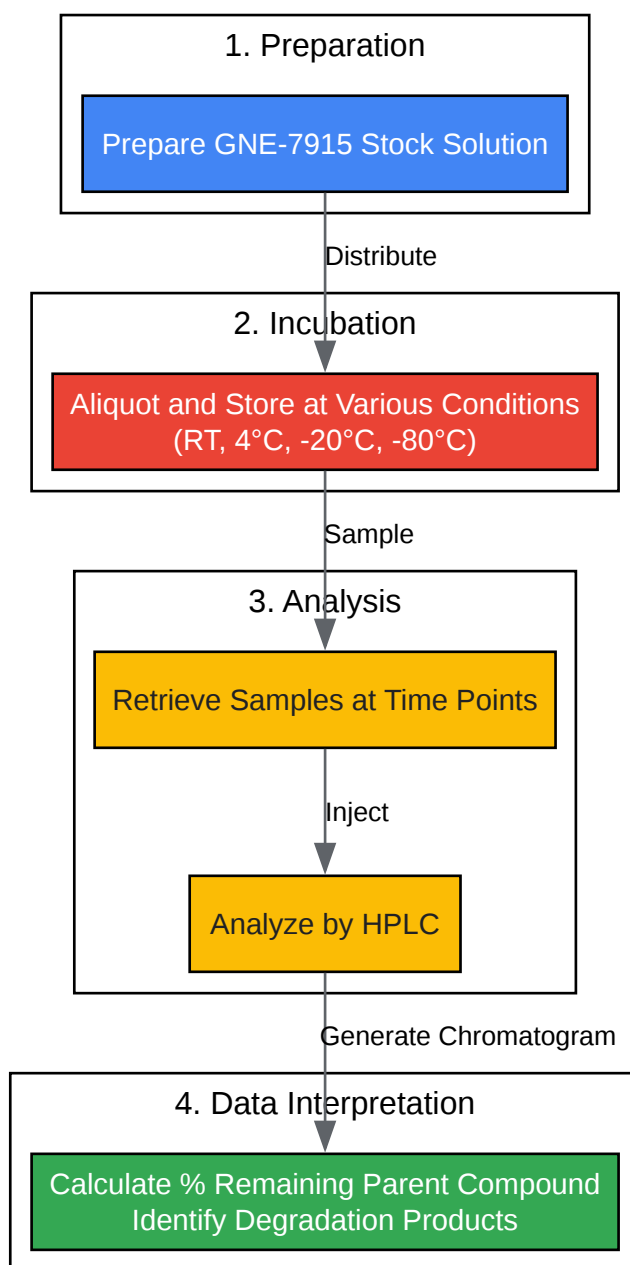 1. Preparation
Prepare GNE-7915 Stock Solution
Distribute
2. Incubation
Aliquot and Store at Various Conditions
(RT, 4°C, -20°C, -80°C)
Sample
3. Analysis
Retrieve Samples at Time Points
Inject
Analyze by HPLC
Generate Chromatogram
4. Data Interpretation
Calculate % Remaining Parent Compound
Identify Degradation Products